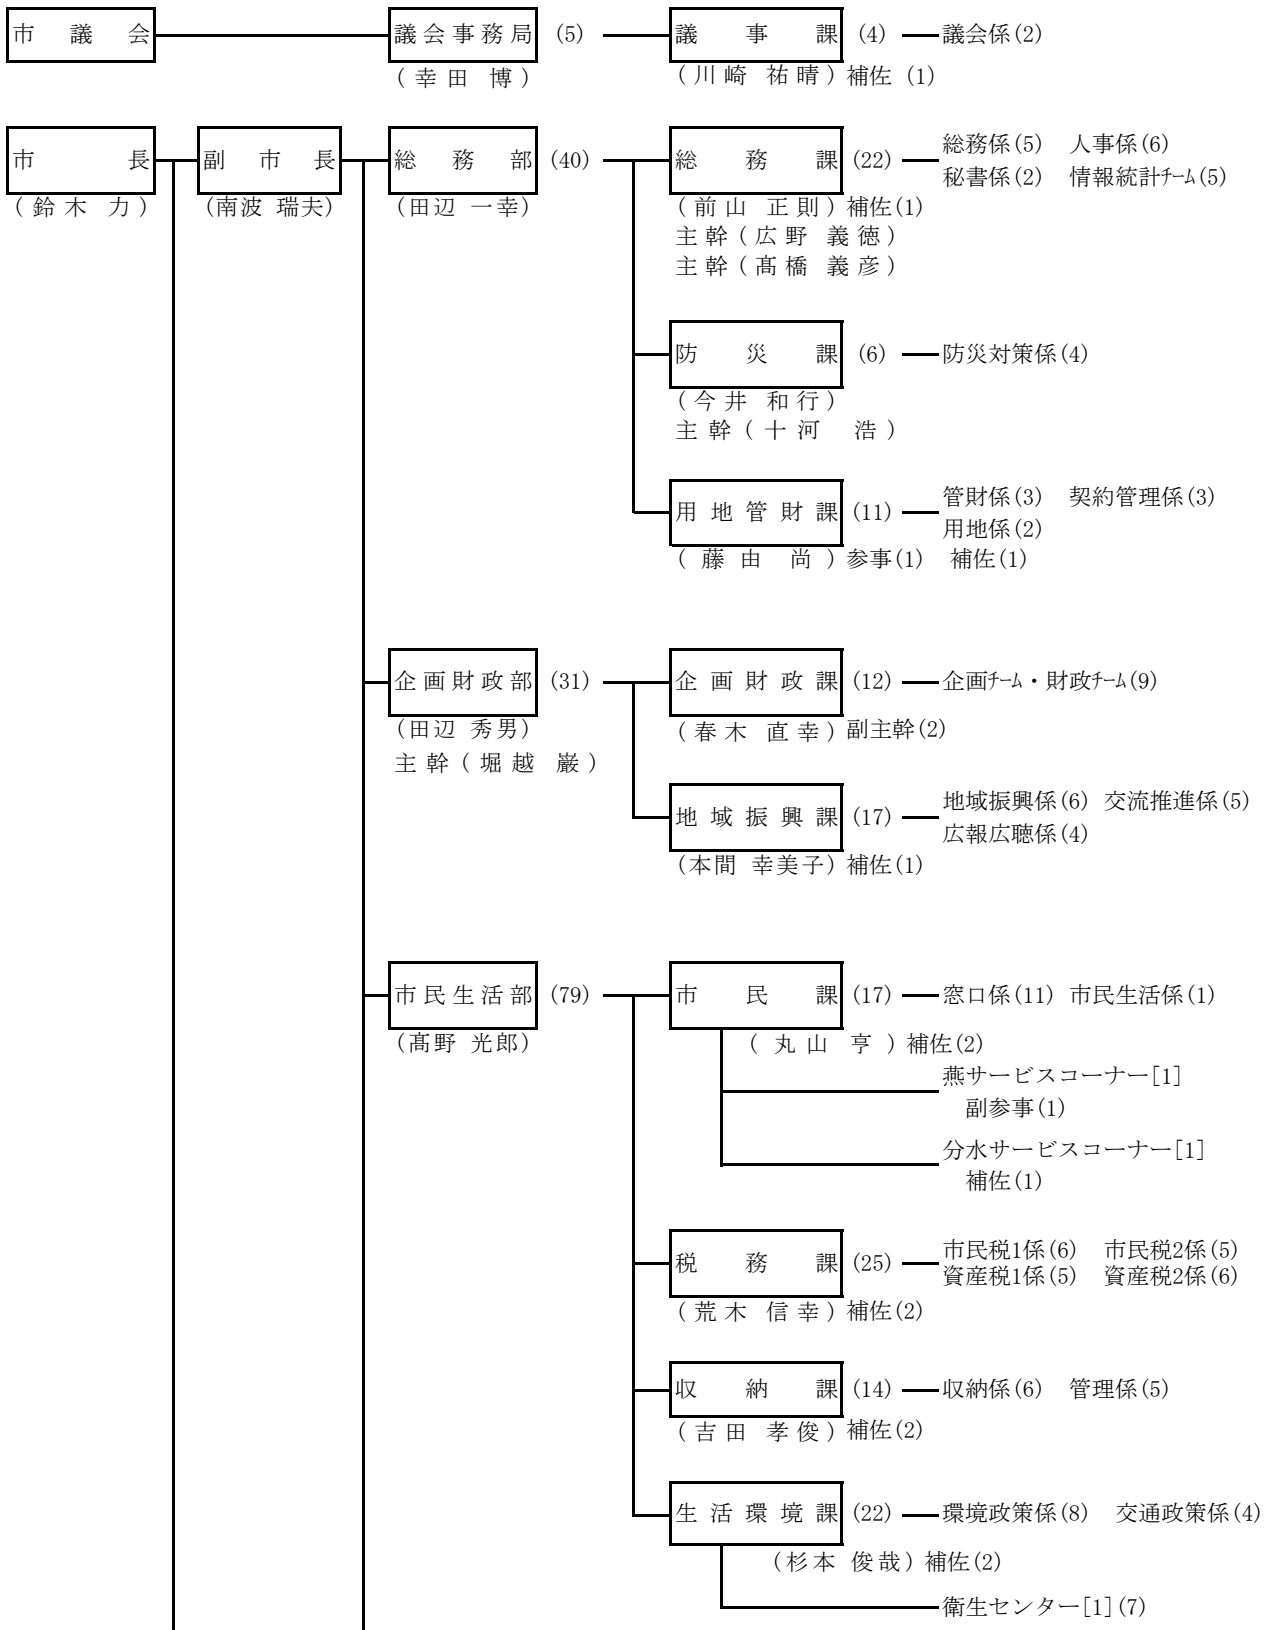 市議会 議会事務局 (5) 議事課 (4) 議会係(2)
(幸田 博) (川崎 祐晴) 補佐 (1)
市長 副市長 総務部 (40) 総務課 (22) 総務係(5) 人事係(6)
秘書係(2) 情報統計ﾁｰﾑ(5)
(鈴木 力) (南波 瑞夫) (田辺 一幸) (前山 正則) 補佐(1)
主幹(広野 義徳)
主幹(髙橋 義彦)
防災課 (6) 防災対策係(4)
(今井 和行)
主幹(十河 浩)
用地管財課 (11) 管財係(3) 契約管理係(3)
用地係(2)
(藤由 尚) 参事(1) 補佐(1)
企画財政部 (31) 企画財政課 (12) 企画ﾁｰﾑ・財政ﾁｰﾑ(9)
(田辺 秀男) (春木 直幸) 副主幹(2)
主幹(堀越 巌)
地域振興課 (17) 地域振興係(6) 交流推進係(5)
広報広聴係(4)
(本間 幸美子) 補佐(1)
市民生活部 (79) 市民課 (17) 窓口係(11) 市民生活係(1)
(髙野 光郎) (丸山 亨) 補佐(2)
燕サービスコーナー[1]
副参事(1)
分水サービスコーナー[1]
補佐(1)
税務課 (25) 市民税1係(6) 市民税2係(5)
資産税1係(5) 資産税2係(6)
(荒木 信幸) 補佐(2)
収納課 (14) 収納係(6) 管理係(5)
(吉田 孝俊) 補佐(2)
生活環境課 (22) 環境政策係(8) 交通政策係(4)
(杉本 俊哉) 補佐(2)
衛生センター[1](7)